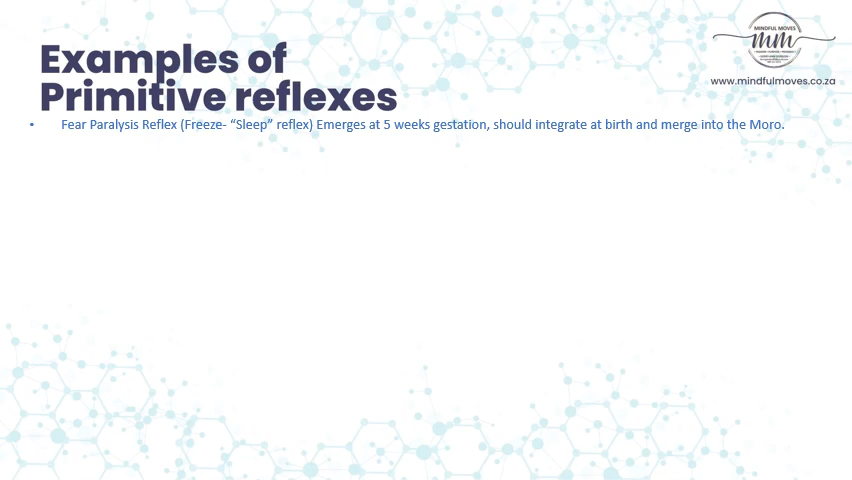 Examples of
Primitive reflexes
MINDFUL MOVES
mm
www.mindfulmoves.co.za
• Fear Paralysis Reflex (Freeze- “Sleep” reflex) Emerges at 5 weeks gestation, should integrate at birth and merge into the Moro.